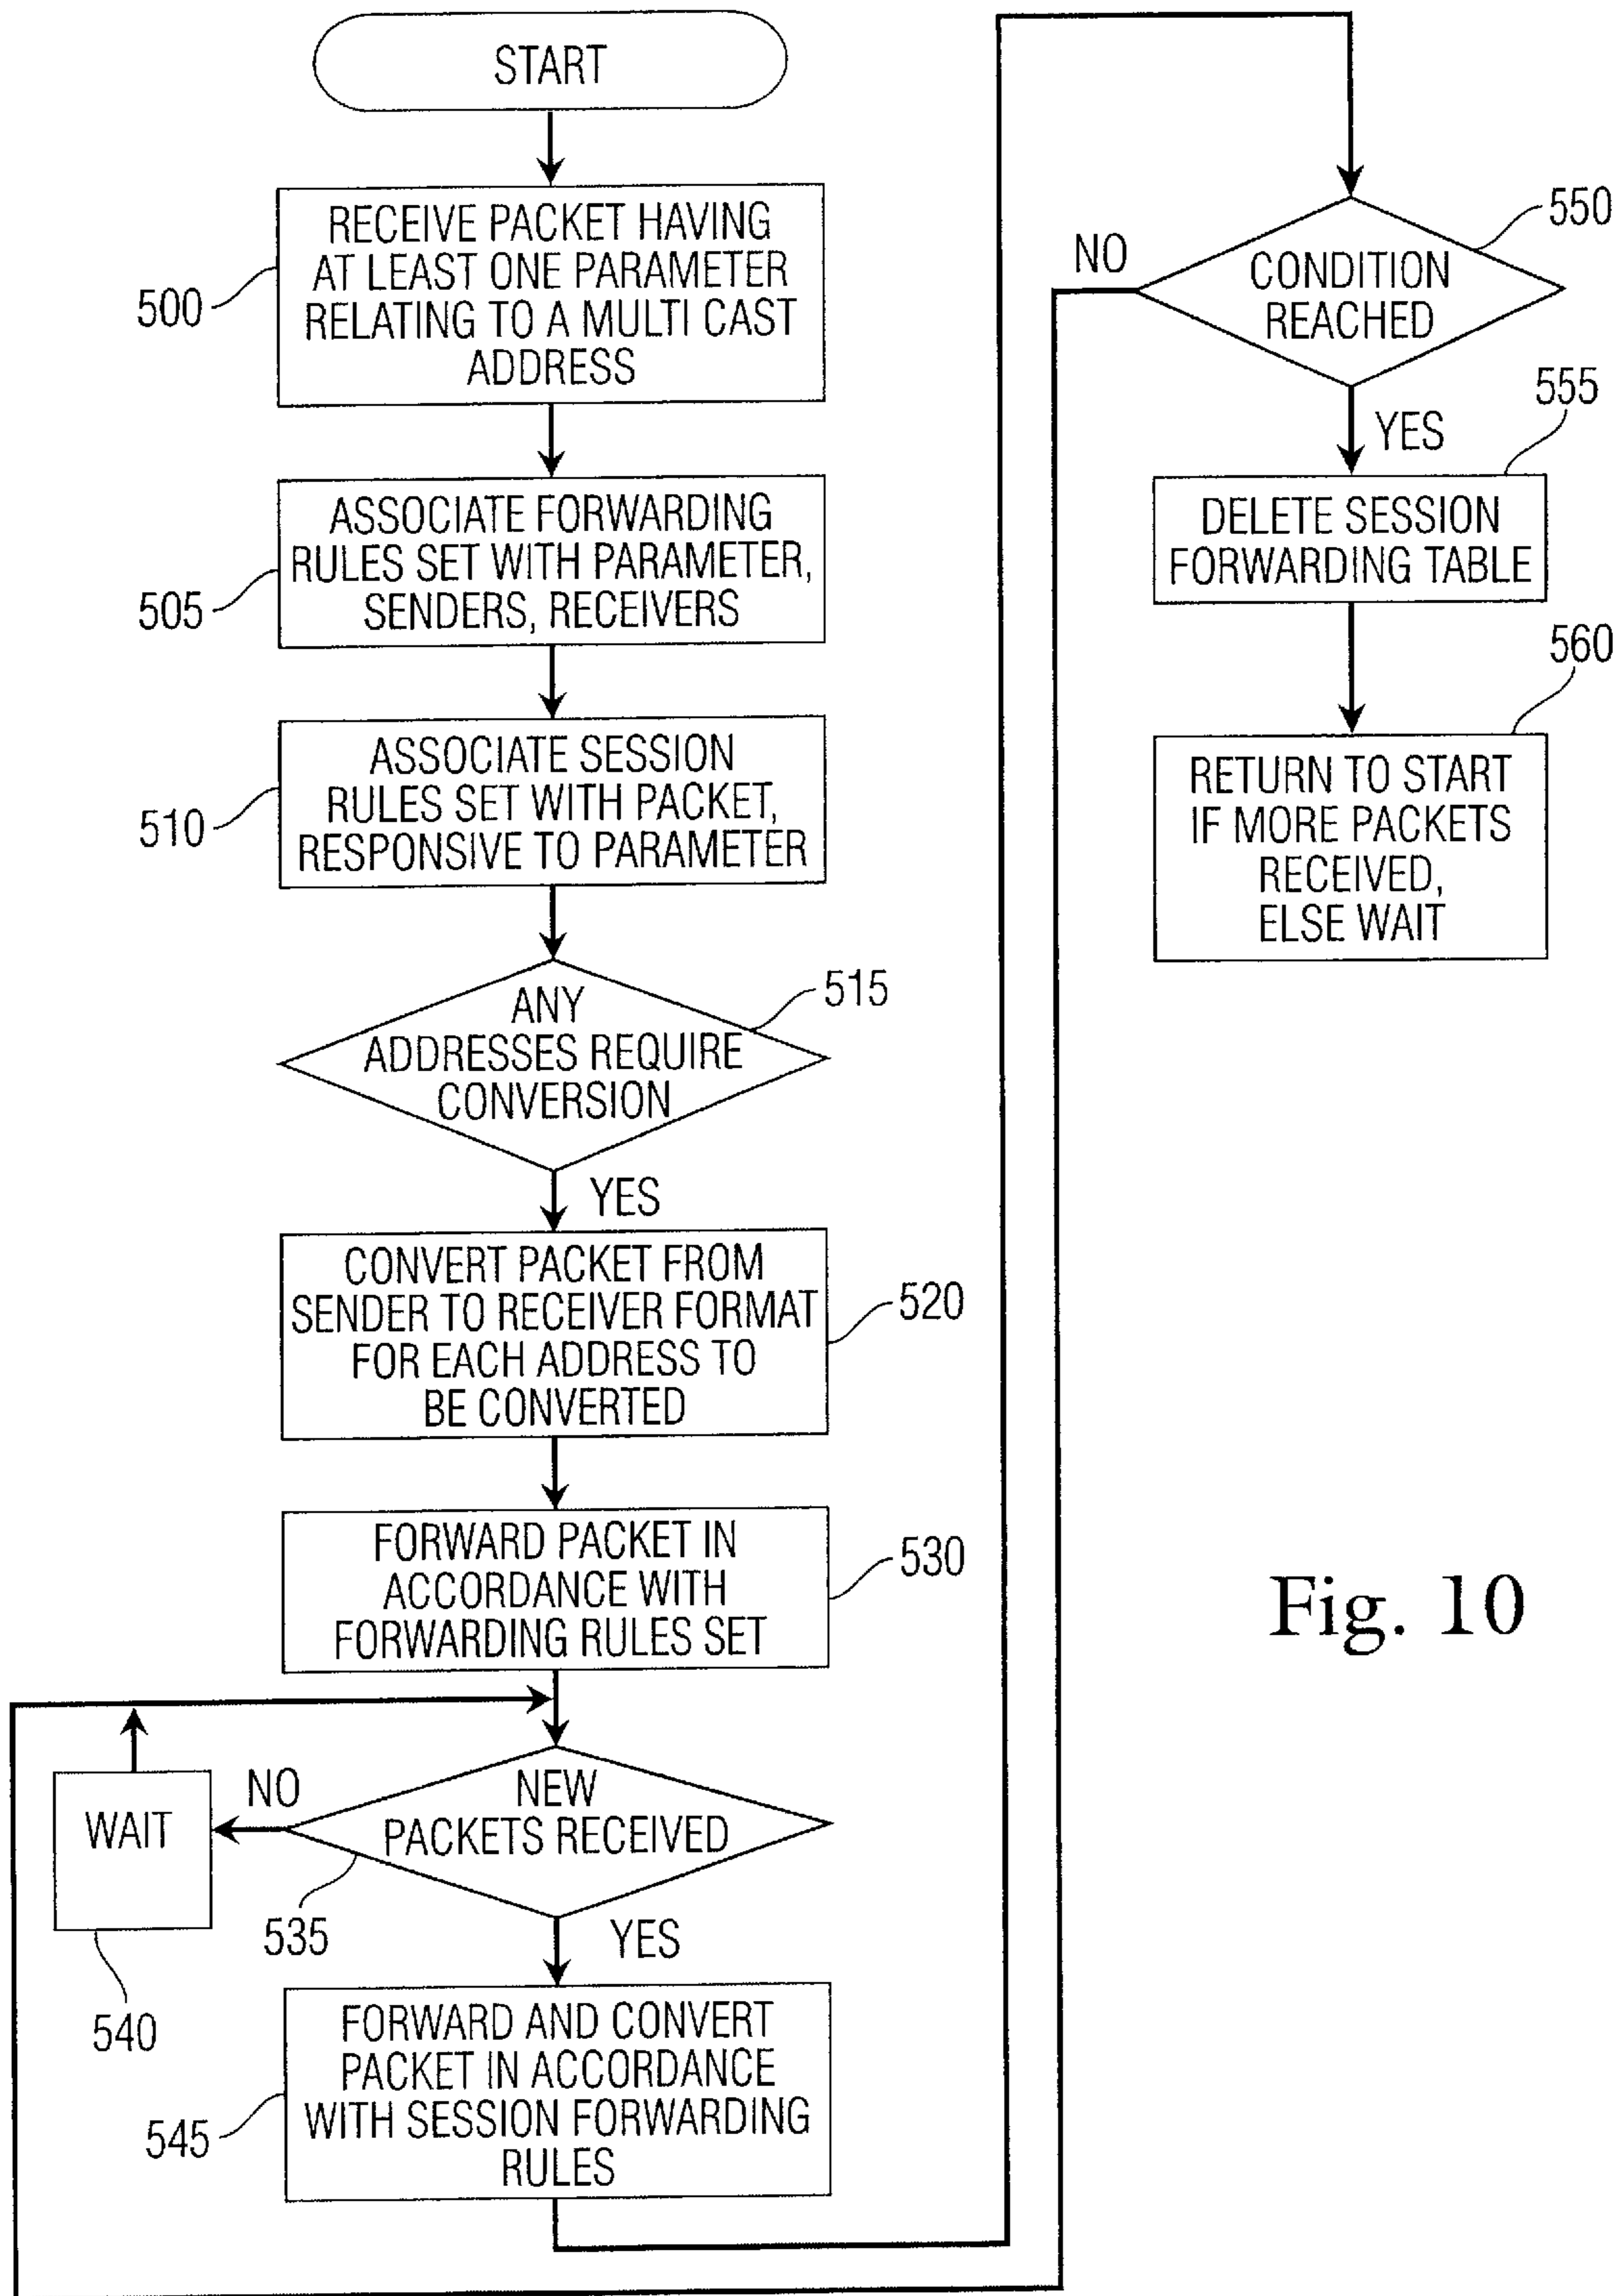 START
RECEIVE PACKET HAVING
AT LEAST ONE PARAMETER
RELATING TO A MULTI CAST
ADDRESS
500
ASSOCIATE FORWARDING
RULES SET WITH PARAMETER,
SENDERS, RECEIVERS
505
ASSOCIATE SESSION
RULES SET WITH PACKET,
RESPONSIVE TO PARAMETER
510
ANY
ADDRESSES REQUIRE
CONVERSION
515
YES
CONVERT PACKET FROM
SENDER TO RECEIVER FORMAT
FOR EACH ADDRESS TO
BE CONVERTED
520
FORWARD PACKET IN
ACCORDANCE WITH
FORWARDING RULES SET
530
NEW
PACKETS RECEIVED
535
NO
WAIT
540
YES
FORWARD AND CONVERT
PACKET IN ACCORDANCE
WITH SESSION FORWARDING
RULES
545
CONDITION
REACHED
550
NO
YES
DELETE SESSION
FORWARDING TABLE
555
RETURN TO START
IF MORE PACKETS
RECEIVED,
ELSE WAIT
560
Fig. 10